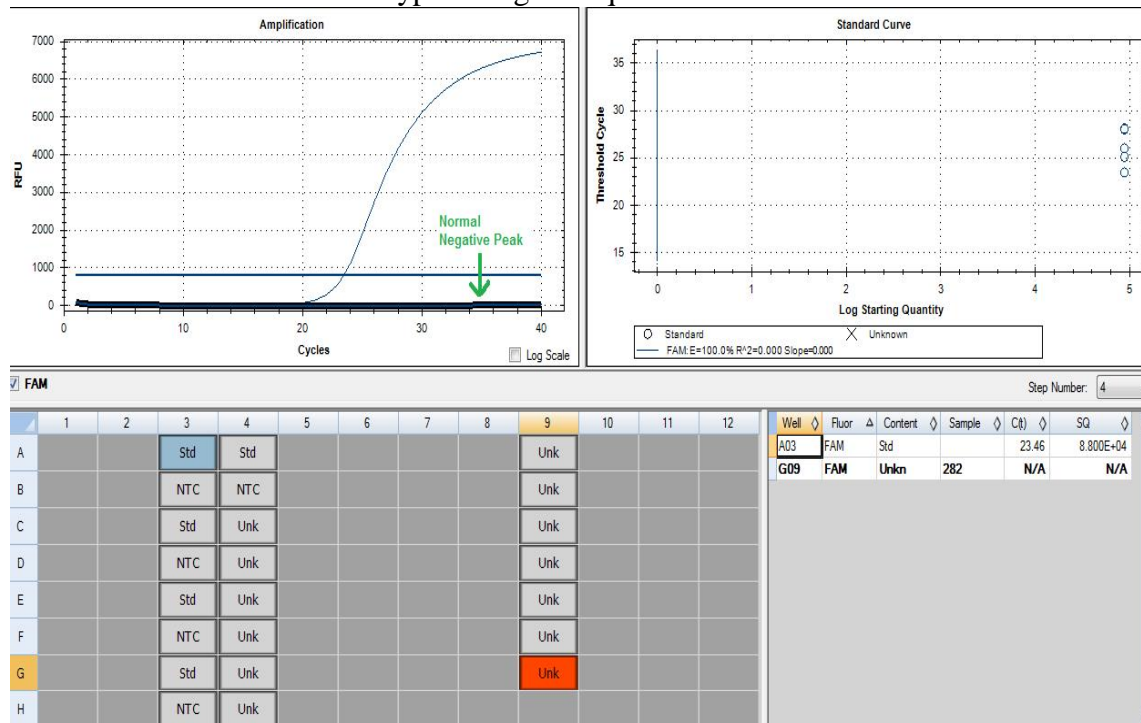 Amplification
7000
6000
5000
4000
3000
2000
1000
0
RFU
Normal
Negative Peak
0 10 20 30 40
Cycles
Log Scale
Standard Curve
35
30
25
20
15
Threshold Cycle
0 1 2 3 4 5
Log Starting Quantity
Standard Unknown
FAM: E=100.0% R^2=0.000 Slope=0.000
FAM
Step Number: 4
1 2 3 4 5 6 7 8 9 10 11 12
A Std Std Unk
B NTC NTC Unk
C Std Unk Unk
D NTC Unk Unk
E Std Unk Unk
F NTC Unk Unk
G Std Unk Unk
H NTC Unk
Well Fluor Content Sample C(t) SQ
A03 FAM Std 23.46 8.800E+04
G09 FAM Unkn 282 N/A N/A